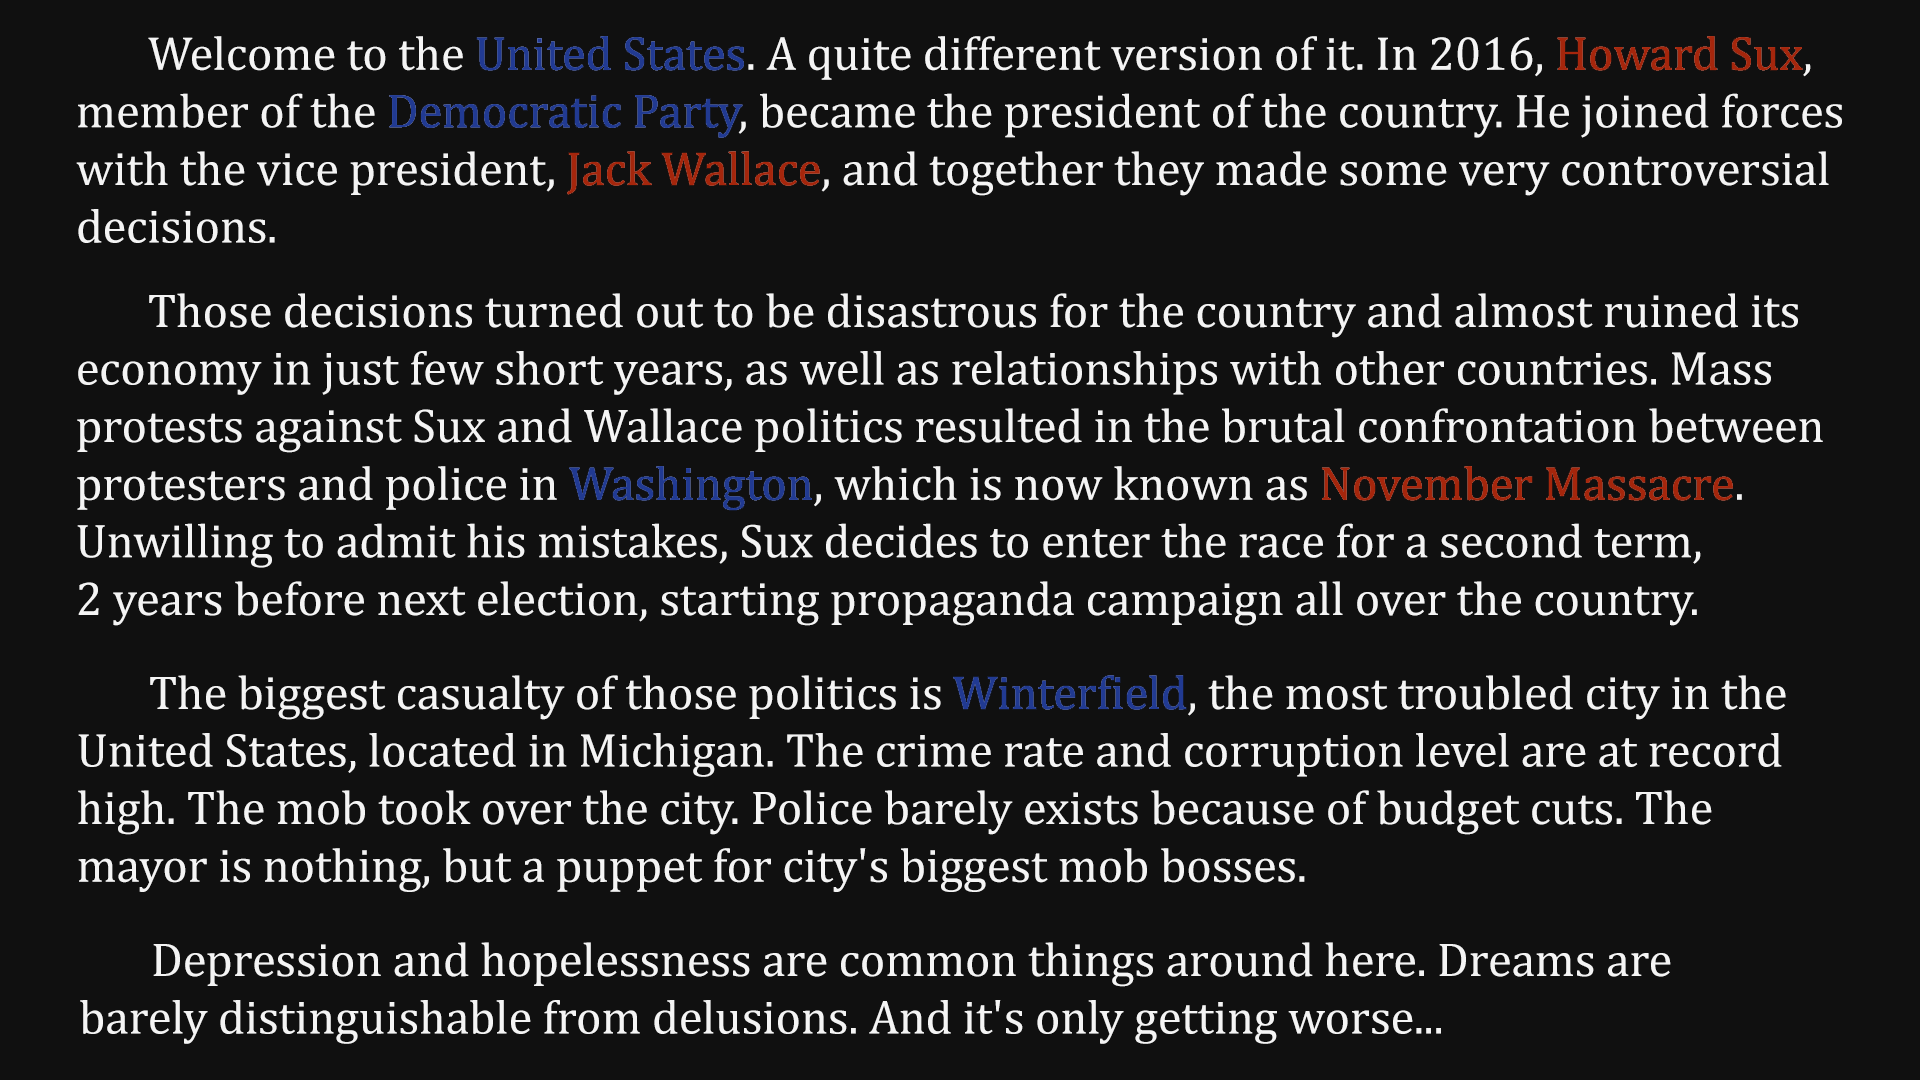 Welcome to the United States. A quite different version of it. In 2016, Howard Sux,
member of the Democratic Party, became the president of the country. He joined forces
with the vice president, Jack Wallace, and together they made some very controversial
decisions.
Those decisions turned out to be disastrous for the country and almost ruined its
economy in just few short years, as well as relationships with other countries. Mass
protests against Sux and Wallace politics resulted in the brutal confrontation between
protesters and police in Washington, which is now known as November Massacre.
Unwilling to admit his mistakes, Sux decides to enter the race for a second term,
2 years before next election, starting propaganda campaign all over the country.
The biggest casualty of those politics is Winterfield, the most troubled city in the
United States, located in Michigan. The crime rate and corruption level are at record
high. The mob took over the city. Police barely exists because of budget cuts. The
mayor is nothing, but a puppet for city's biggest mob bosses.
Depression and hopelessness are common things around here. Dreams are
barely distinguishable from delusions. And it's only getting worse...